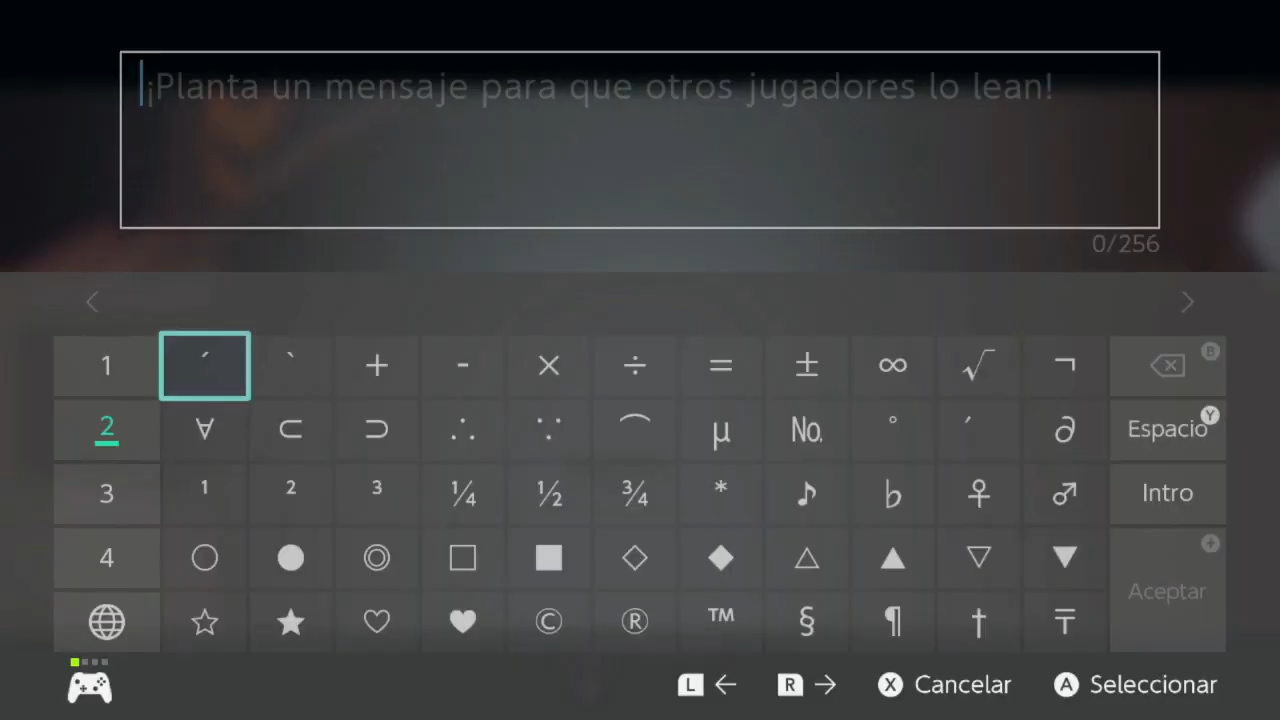 ¡Planta un mensaje para que otros jugadores lo lean!
0/256
1 ´ ` + - × ÷ = ± ∞ √ ¬ B
2 ∀ ⊂ ⊃ ∴ ∵ ⌒ µ № ° ′ ∂ Espacio Y
3 ¹ ² ³ ¼ ½ ¾ * ♪ ♭ ♀ ♂ Intro
4 ○ ● ◎ □ ■ ◇ ◆ △ ▲ ▽ ▼ +
Aceptar
☆ ★ ♡ ♥ © ® ™ § ¶ † 〒
L ← R → X Cancelar A Seleccionar